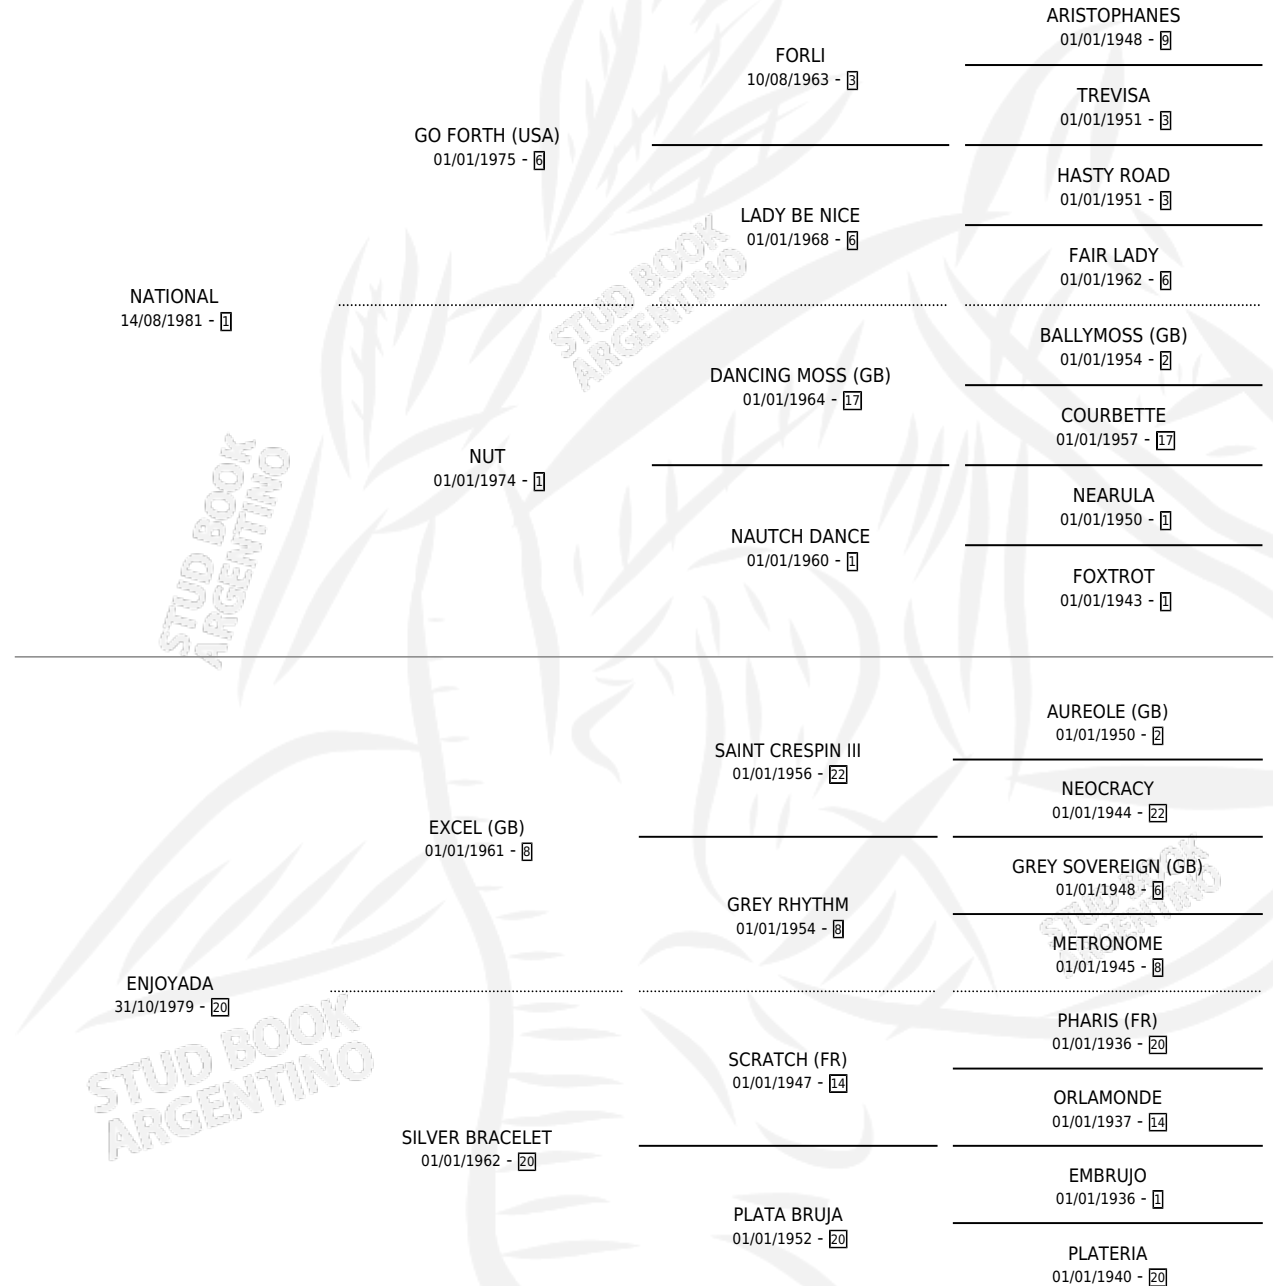 ARISTOPHANES
01/01/1948 - 9
FORLI
10/08/1963 - 3
TREVISA
01/01/1951 - 3
GO FORTH (USA)
01/01/1975 - 6
HASTY ROAD
01/01/1951 - 3
LADY BE NICE
01/01/1968 - 6
FAIR LADY
01/01/1962 - 6
NATIONAL
14/08/1981 - 1
STUD BOOK
ARGENTINO
BALLYMOSS (GB)
01/01/1954 - 2
DANCING MOSS (GB)
01/01/1964 - 17
COURBETTE
01/01/1957 - 17
NUT
01/01/1974 - 1
NEARULA
01/01/1950 - 1
NAUTCH DANCE
01/01/1960 - 1
FOXTROT
01/01/1943 - 1
STUD BOOK
ARGENTINO
AUREOLE (GB)
01/01/1950 - 2
SAINT CRESPIN III
01/01/1956 - 22
NEOCRACY
01/01/1944 - 22
EXCEL (GB)
01/01/1961 - 8
GREY SOVEREIGN (GB)
01/01/1948 - 6
GREY RHYTHM
01/01/1954 - 8
STUD BOOK
ARGENTINO
METRONOME
01/01/1945 - 8
ENJOYADA
31/10/1979 - 20
STUD BOOK
ARGENTINO
PHARIS (FR)
01/01/1936 - 20
SCRATCH (FR)
01/01/1947 - 14
ORLAMONDE
01/01/1937 - 14
SILVER BRACELET
01/01/1962 - 20
EMBRUJO
01/01/1936 - 1
PLATA BRUJA
01/01/1952 - 20
PLATERIA
01/01/1940 - 20